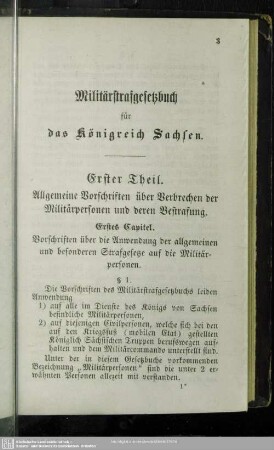 3
Militärstrafgesetzbuch
für
das Königreich Sachsen.
Erster Theil.
Allgemeine Vorschriften über Verbrechen der
Militärpersonen und deren Bestrafung.
Erstes Capitel.
Vorschriften über die Anwendung der allgemeinen
und besonderen Strafgeseze auf die Militär-
personen.
§ 1.
Die Vorschriften des Militärstrafgesetzbuchs leiden
Anwendung
1) auf alle im Dienste des Königs von Sachsen
befindliche Militärpersonen,
2) auf diejenigen Civilpersonen, welche sich bei den
auf den Kriegsfuß (mobilen Etat) gestellten
Königlich Sächsischen Truppen berufswegen auf-
halten und dem Militärcommando unterstellt sind.
Unter der in diesem Gesetzbuche vorkommenden
Bezeichnung „Militärpersonen" sind die unter 2 er-
wähnten Personen allezeit mit verstanden.
1*